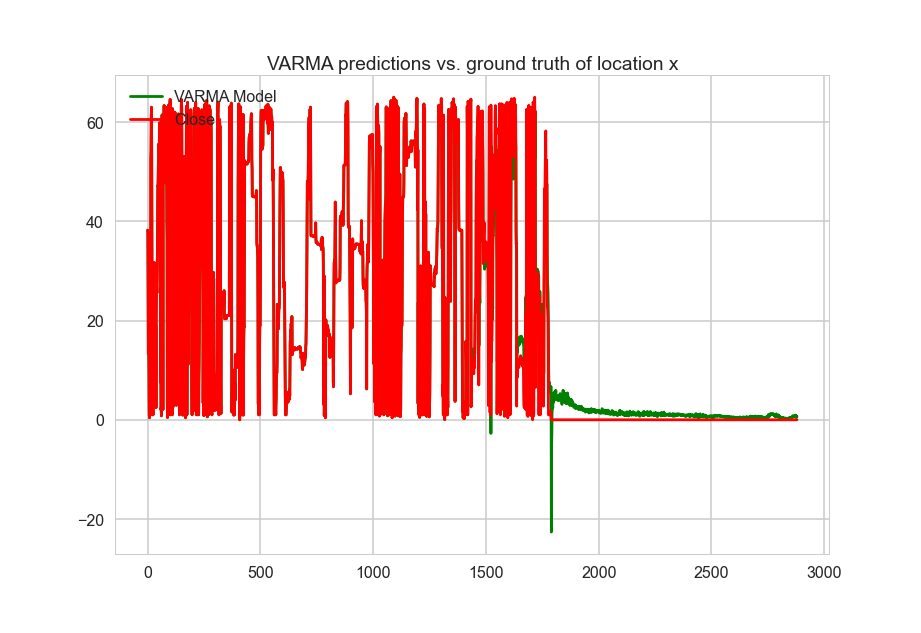 VARMA predictions vs. ground truth of location x
VARMA Model
Close
60
40
20
0
−20
0 500 1000 1500 2000 2500 3000